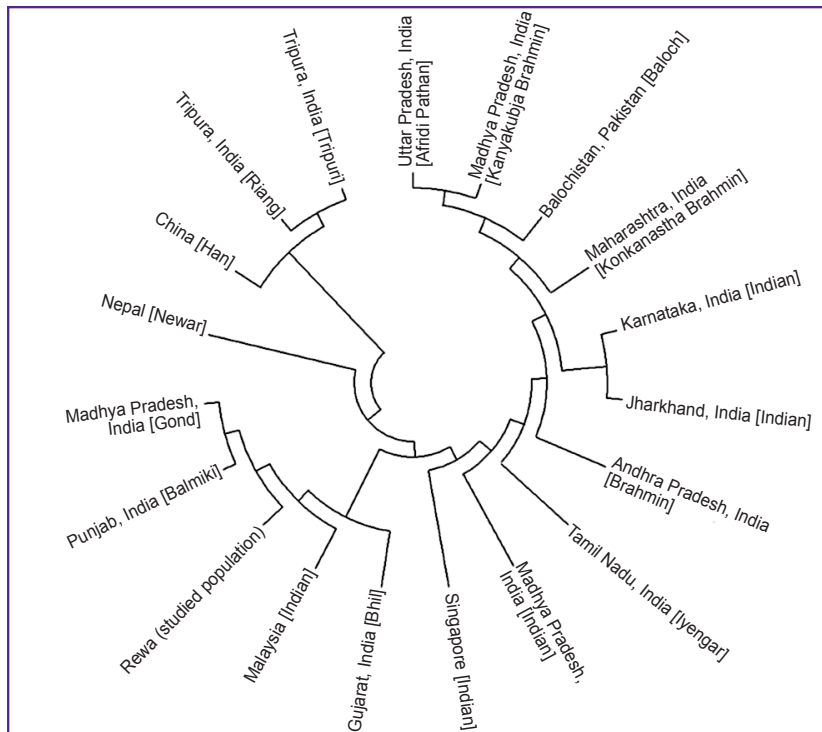 Tripura, India [Tripuri]
Uttar Pradesh, India
[Afridi Pathan]
Madhya Pradesh, India
[Kanyakubja Brahmin]
Balochistan, Pakistan [Baloch]
Maharashtra, India
[Konkanastha Brahmin]
Karnataka, India [Indian]
Jharkhand, India [Indian]
Andhra Pradesh, India
[Brahmin]
Tamil Nadu, India [Iyengar]
Madhya Pradesh,
India [Indian]
Singapore [Indian]
Gujarat, India [Bhil]
Malaysia [Indian]
Rewa (studied population)
Punjab, India [Balmiki]
Madhya Pradesh,
India [Gond]
Nepal [Newar]
China [Han]
Tripura, India [Riang]